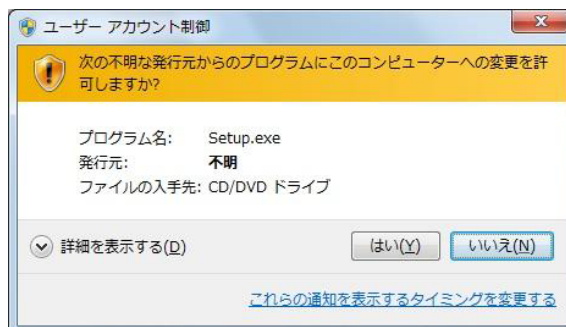 ユーザー アカウント制御
次の不明な発行元からのプログラムにこのコンピューターへの変更を許
可しますか?
プログラム名: Setup.exe
発行元: 不明
ファイルの入手先: CD/DVD ドライブ
詳細を表示する(D) はい(Y) いいえ(N)
これらの通知を表示するタイミングを変更する